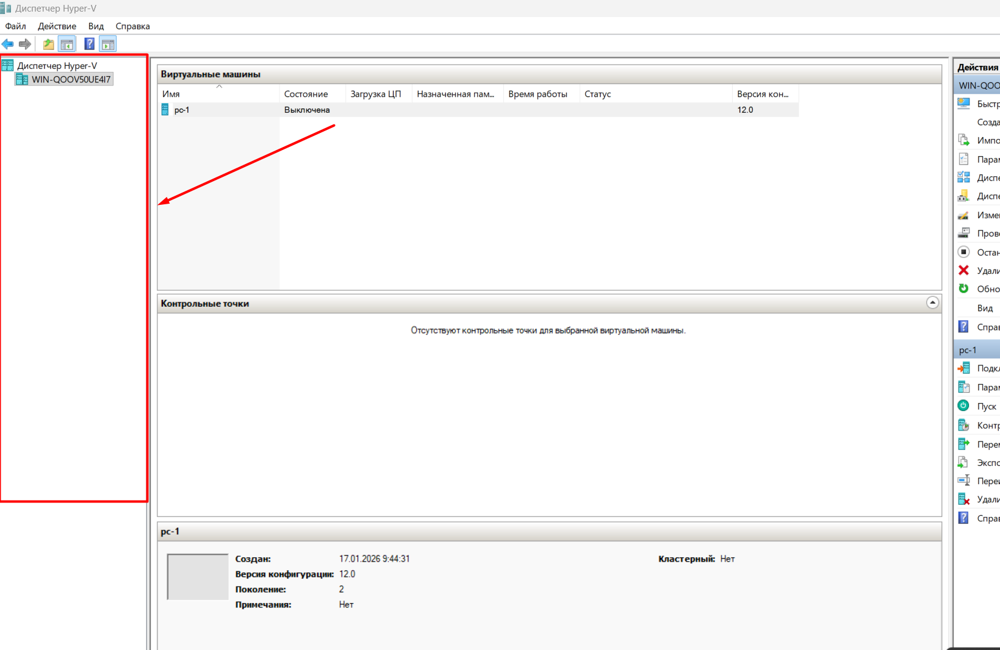 Диспетчер Hyper-V
Файл Действие Вид Справка
Диспетчер Hyper-V
WIN-QOOV50UE4I7
Виртуальные машины
Имя Состояние Загрузка ЦП Назначенная пам... Время работы Статус Версия кон...
pc-1 Выключена 12.0
Контрольные точки
Отсутствуют контрольные точки для выбранной виртуальной машины.
pc-1
Создан: 17.01.2026 9:44:31 Кластерный: Нет
Версия конфигурации: 12.0
Поколение: 2
Примечания: Нет
Действия
WIN-QOO
Быстр
Созда
Импо
Парам
Диспе
Диспе
Измен
Прове
Остан
Удали
Обно
Вид
Справ
pc-1
Подкл
Парам
Пуск
Контр
Перем
Экспо
Переи
Удали
Справ